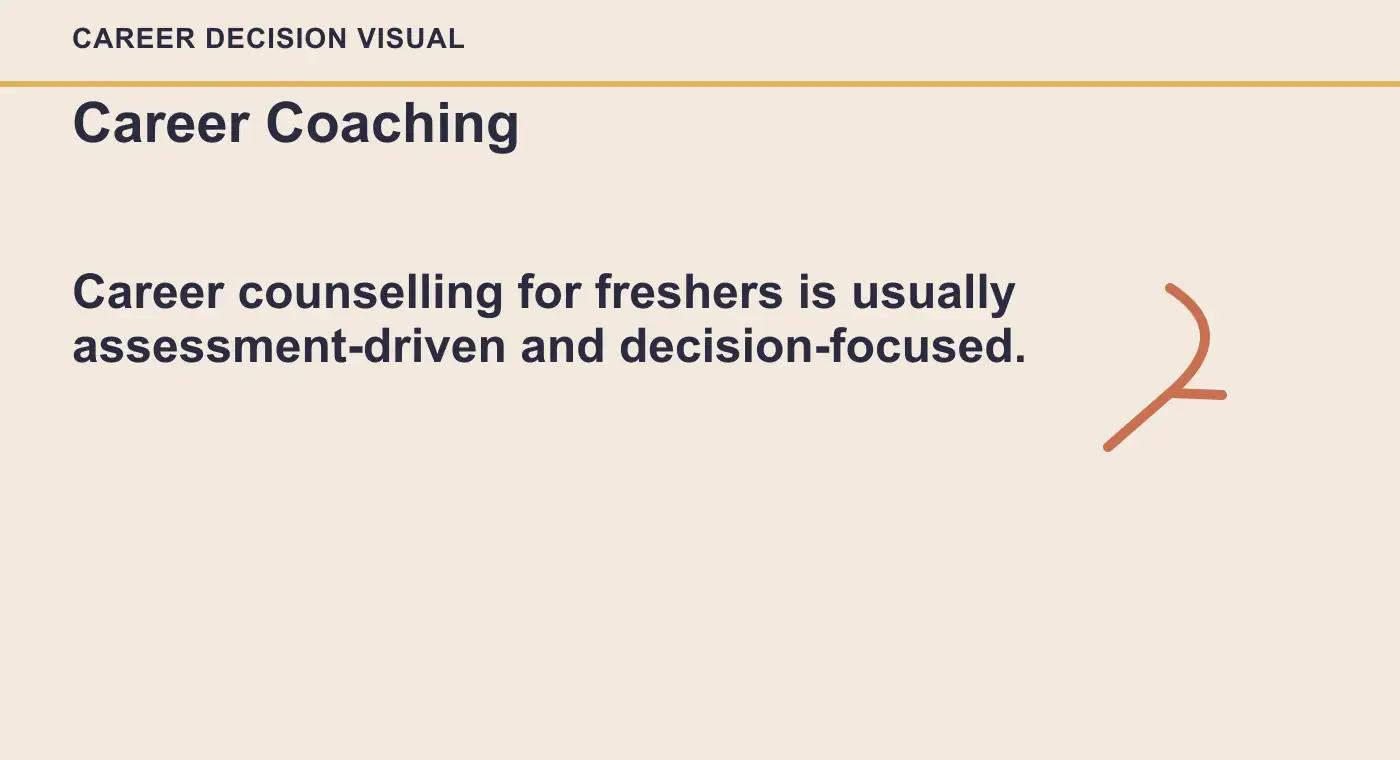 CAREER DECISION VISUAL
Career Coaching
Career counselling for freshers is usually
assessment-driven and decision-focused.